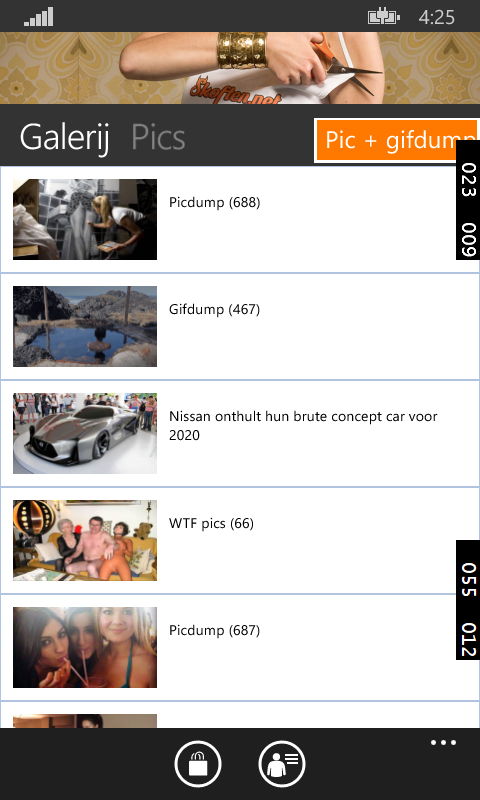 4:25
Skoften.net
Galerij Pics
Pic + gifdump
023
009
Picdump (688)
Gifdump (467)
Nissan onthult hun brute concept car voor
2020
WTF pics (66)
055
012
Picdump (687)